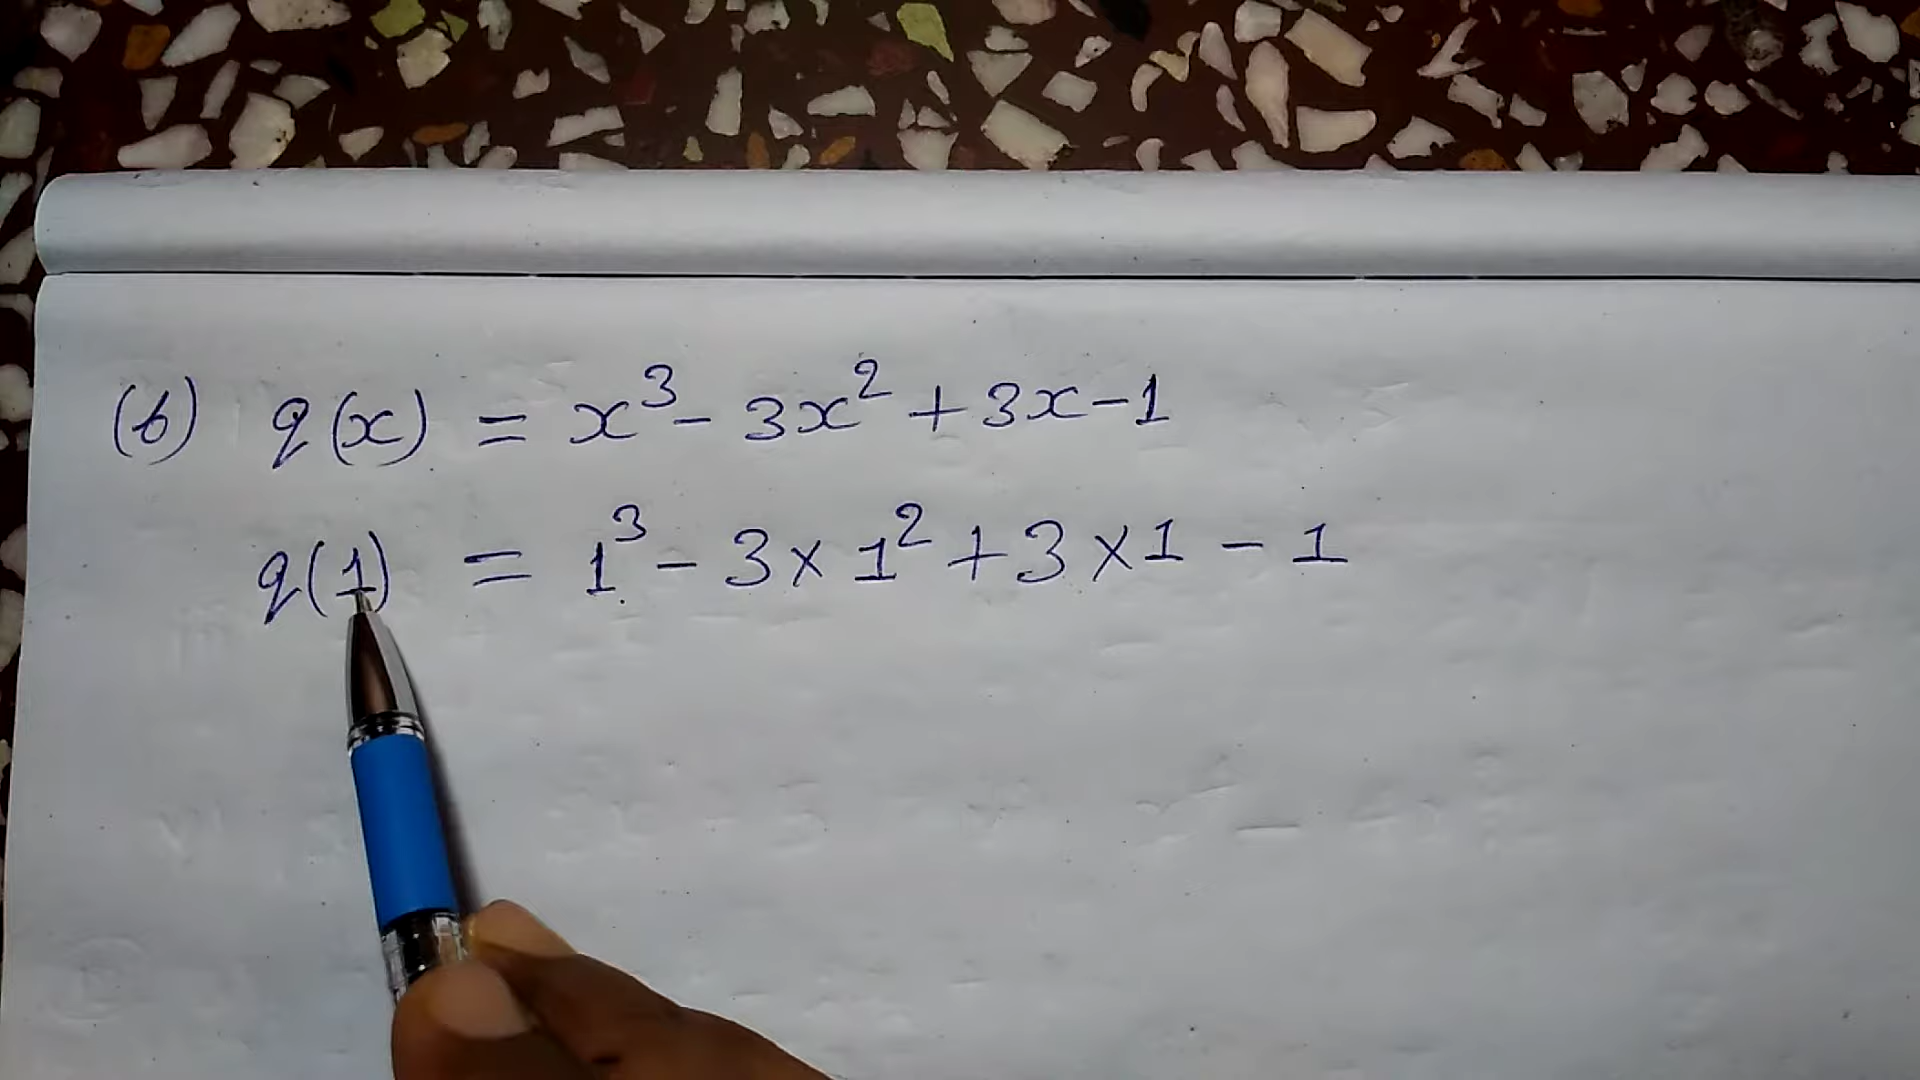 (b) q(x) = x³ - 3x² + 3x - 1
q(1) = 1³ - 3 × 1² + 3 × 1 - 1